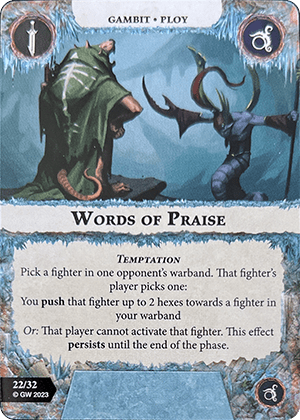 GAMBIT • PLOY
WORDS OF PRAISE
TEMPTATION
Pick a fighter in one opponent's warband. That fighter's
player picks one:
You push that fighter up to 2 hexes towards a fighter in
your warband
Or: That player cannot activate that fighter. This effect
persists until the end of the phase.
22/32
© GW 2023